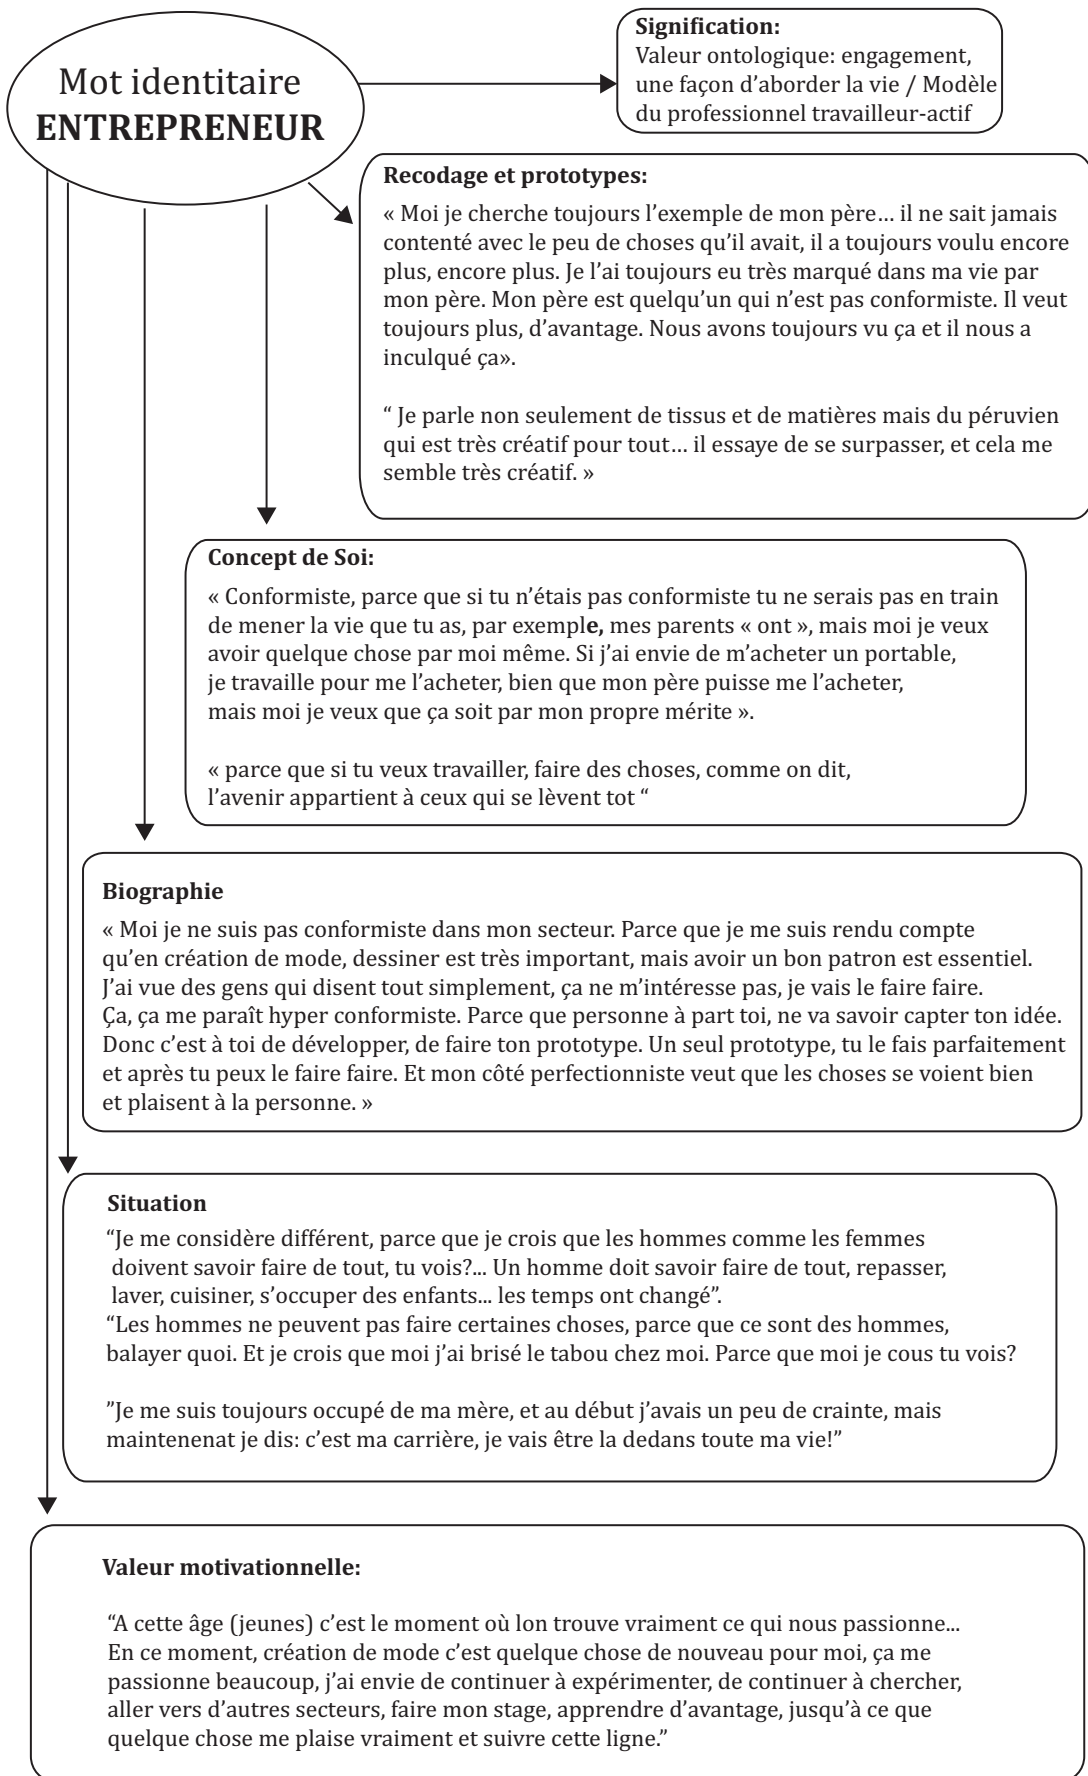 Mot identitaire
ENTREPRENEUR
Signification:
Valeur ontologique: engagement,
une façon d’aborder la vie / Modèle
du professionnel travailleur-actif
Recodage et prototypes:
« Moi je cherche toujours l’exemple de mon père… il ne sait jamais
contenté avec le peu de choses qu’il avait, il a toujours voulu encore
plus, encore plus. Je l’ai toujours eu très marqué dans ma vie par
mon père. Mon père est quelqu’un qui n’est pas conformiste. Il veut
toujours plus, d’avantage. Nous avons toujours vu ça et il nous a
inculqué ça».
“ Je parle non seulement de tissus et de matières mais du péruvien
qui est très créatif pour tout… il essaye de se surpasser, et cela me
semble très créatif. »
Concept de Soi:
« Conformiste, parce que si tu n’étais pas conformiste tu ne serais pas en train
de mener la vie que tu as, par exemple, mes parents « ont », mais moi je veux
avoir quelque chose par moi même. Si j’ai envie de m’acheter un portable,
je travaille pour me l’acheter, bien que mon père puisse me l’acheter,
mais moi je veux que ça soit par mon propre mérite ».
« parce que si tu veux travailler, faire des choses, comme on dit,
l’avenir appartient à ceux qui se lèvent tot “
Biographie
« Moi je ne suis pas conformiste dans mon secteur. Parce que je me suis rendu compte
qu’en création de mode, dessiner est très important, mais avoir un bon patron est essentiel.
J’ai vue des gens qui disent tout simplement, ça ne m’intéresse pas, je vais le faire faire.
Ça, ça me paraît hyper conformiste. Parce que personne à part toi, ne va savoir capter ton idée.
Donc c’est à toi de développer, de faire ton prototype. Un seul prototype, tu le fais parfaitement
et après tu peux le faire faire. Et mon côté perfectionniste veut que les choses se voient bien
et plaisent à la personne. »
Situation
“Je me considère différent, parce que je crois que les hommes comme les femmes
doivent savoir faire de tout, tu vois?... Un homme doit savoir faire de tout, repasser,
laver, cuisiner, s’occuper des enfants... les temps ont changé”.
“Les hommes ne peuvent pas faire certaines choses, parce que ce sont des hommes,
balayer quoi. Et je crois que moi j’ai brisé le tabou chez moi. Parce que moi je cous tu vois?
”Je me suis toujours occupé de ma mère, et au début j’avais un peu de crainte, mais
maintenenat je dis: c’est ma carrière, je vais être la dedans toute ma vie!”
Valeur motivationnelle:
“A cette âge (jeunes) c’est le moment où lon trouve vraiment ce qui nous passionne...
En ce moment, création de mode c’est quelque chose de nouveau pour moi, ça me
passionne beaucoup, j’ai envie de continuer à expérimenter, de continuer à chercher,
aller vers d’autres secteurs, faire mon stage, apprendre d’avantage, jusqu’à ce que
quelque chose me plaise vraiment et suivre cette ligne.”